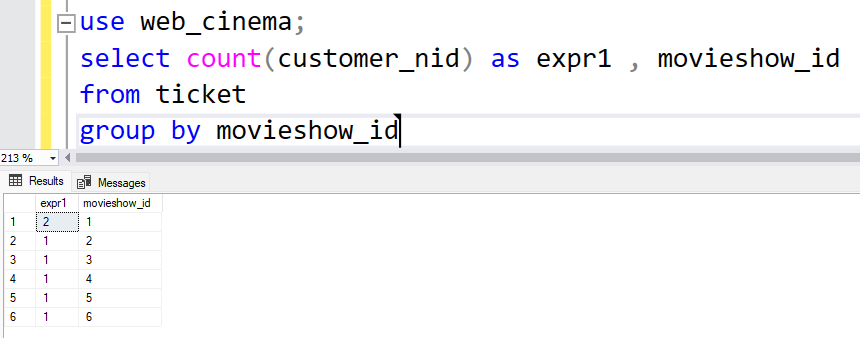 use web_cinema;
select count(customer_nid) as expr1 , movieshow_id
from ticket
group by movieshow_id
213 %
Results Messages
expr1 movieshow_id
1 2 1
2 1 2
3 1 3
4 1 4
5 1 5
6 1 6